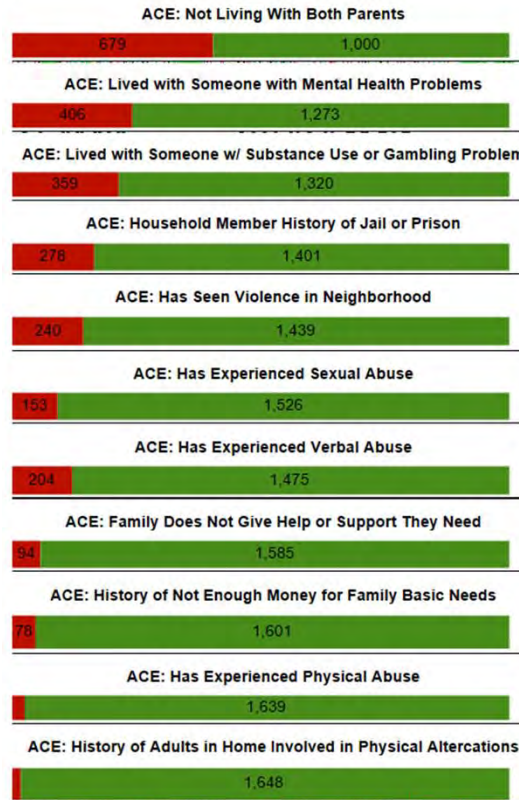 ACE: Not Living With Both Parents
679 1,000
ACE: Lived with Someone with Mental Health Problems
406 1,273
ACE: Lived with Someone w/ Substance Use or Gambling Problem
359 1,320
ACE: Household Member History of Jail or Prison
278 1,401
ACE: Has Seen Violence in Neighborhood
240 1,439
ACE: Has Experienced Sexual Abuse
153 1,526
ACE: Has Experienced Verbal Abuse
204 1,475
ACE: Family Does Not Give Help or Support They Need
94 1,585
ACE: History of Not Enough Money for Family Basic Needs
78 1,601
ACE: Has Experienced Physical Abuse
1,639
ACE: History of Adults in Home Involved in Physical Altercations
1,648